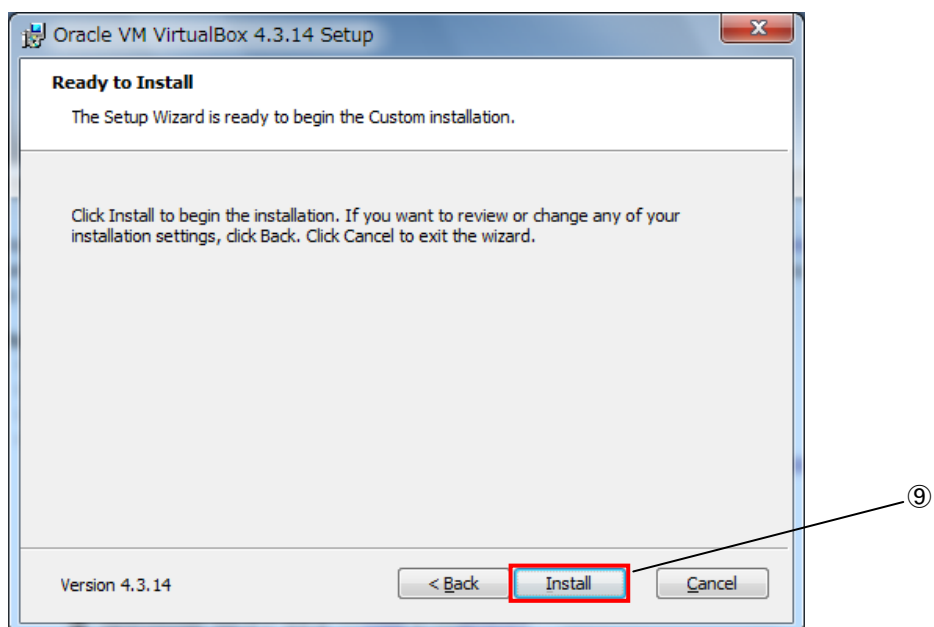 Oracle VM VirtualBox 4.3.14 Setup
Ready to Install
The Setup Wizard is ready to begin the Custom installation.
Click Install to begin the installation. If you want to review or change any of your
installation settings, click Back. Click Cancel to exit the wizard.
⑨
Version 4.3.14
< Back
Install
Cancel